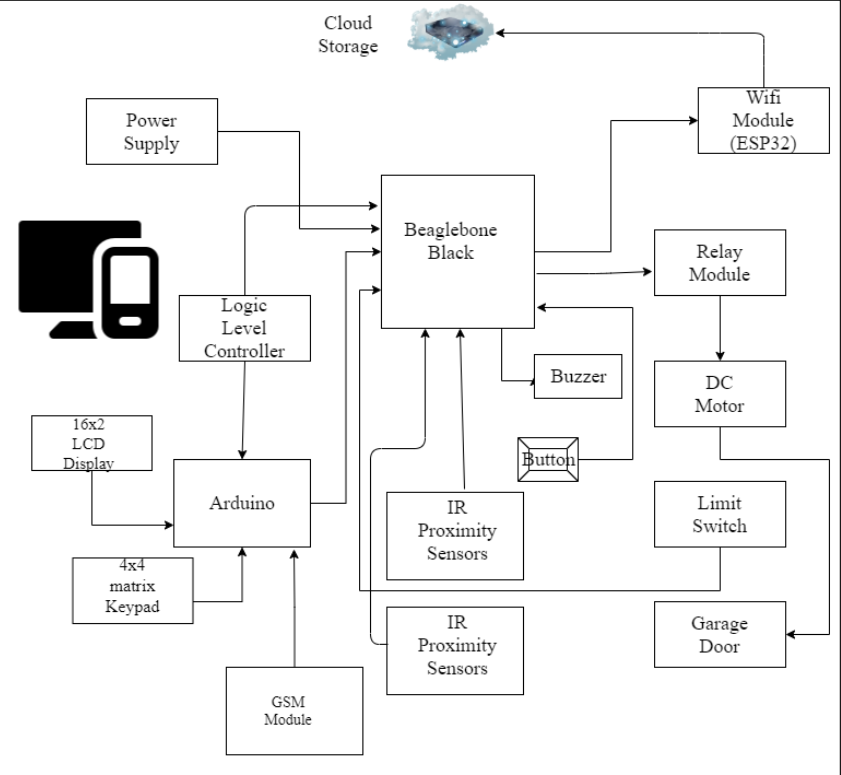 Cloud
Storage
Wifi
Module
(ESP32)
Power
Supply
Beaglebone
Black
Relay
Module
Logic
Level
Controller
Buzzer
DC
Motor
16x2
LCD
Display
Button
Arduino
IR
Proximity
Sensors
Limit
Switch
4x4
matrix
Keypad
IR
Proximity
Sensors
Garage
Door
GSM
Module